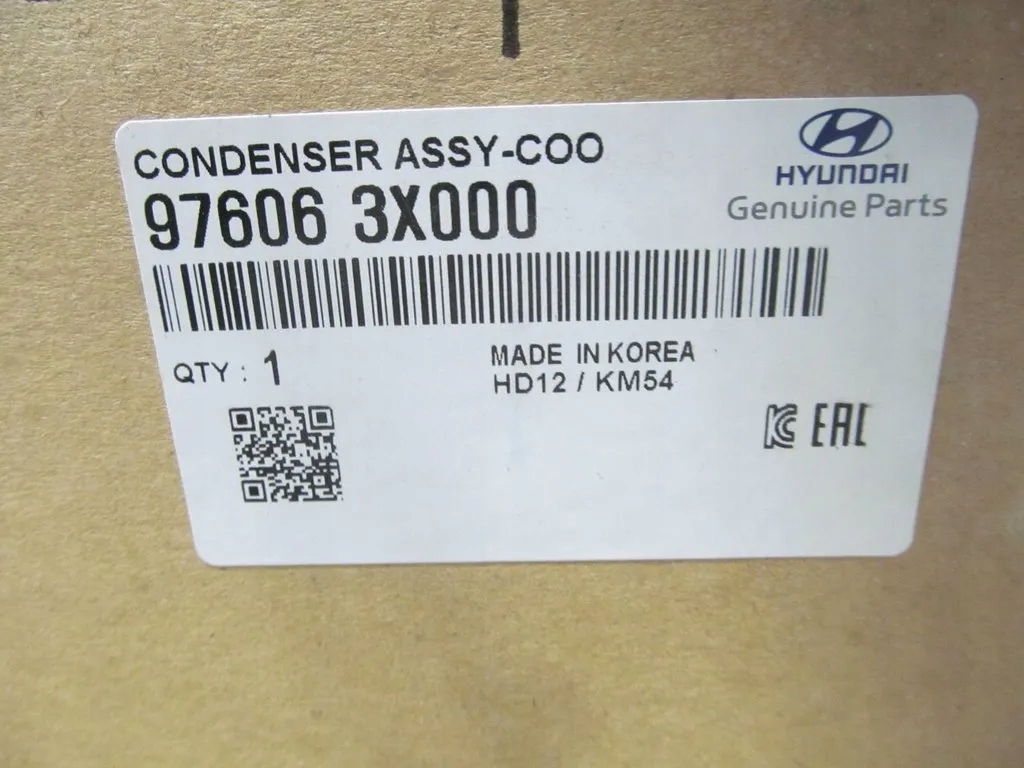 CONDENSER ASSY-COO
HYUNDAI
97606 3X000
Genuine Parts
QTY : 1
MADE IN KOREA
HD12 / KM54
EAC